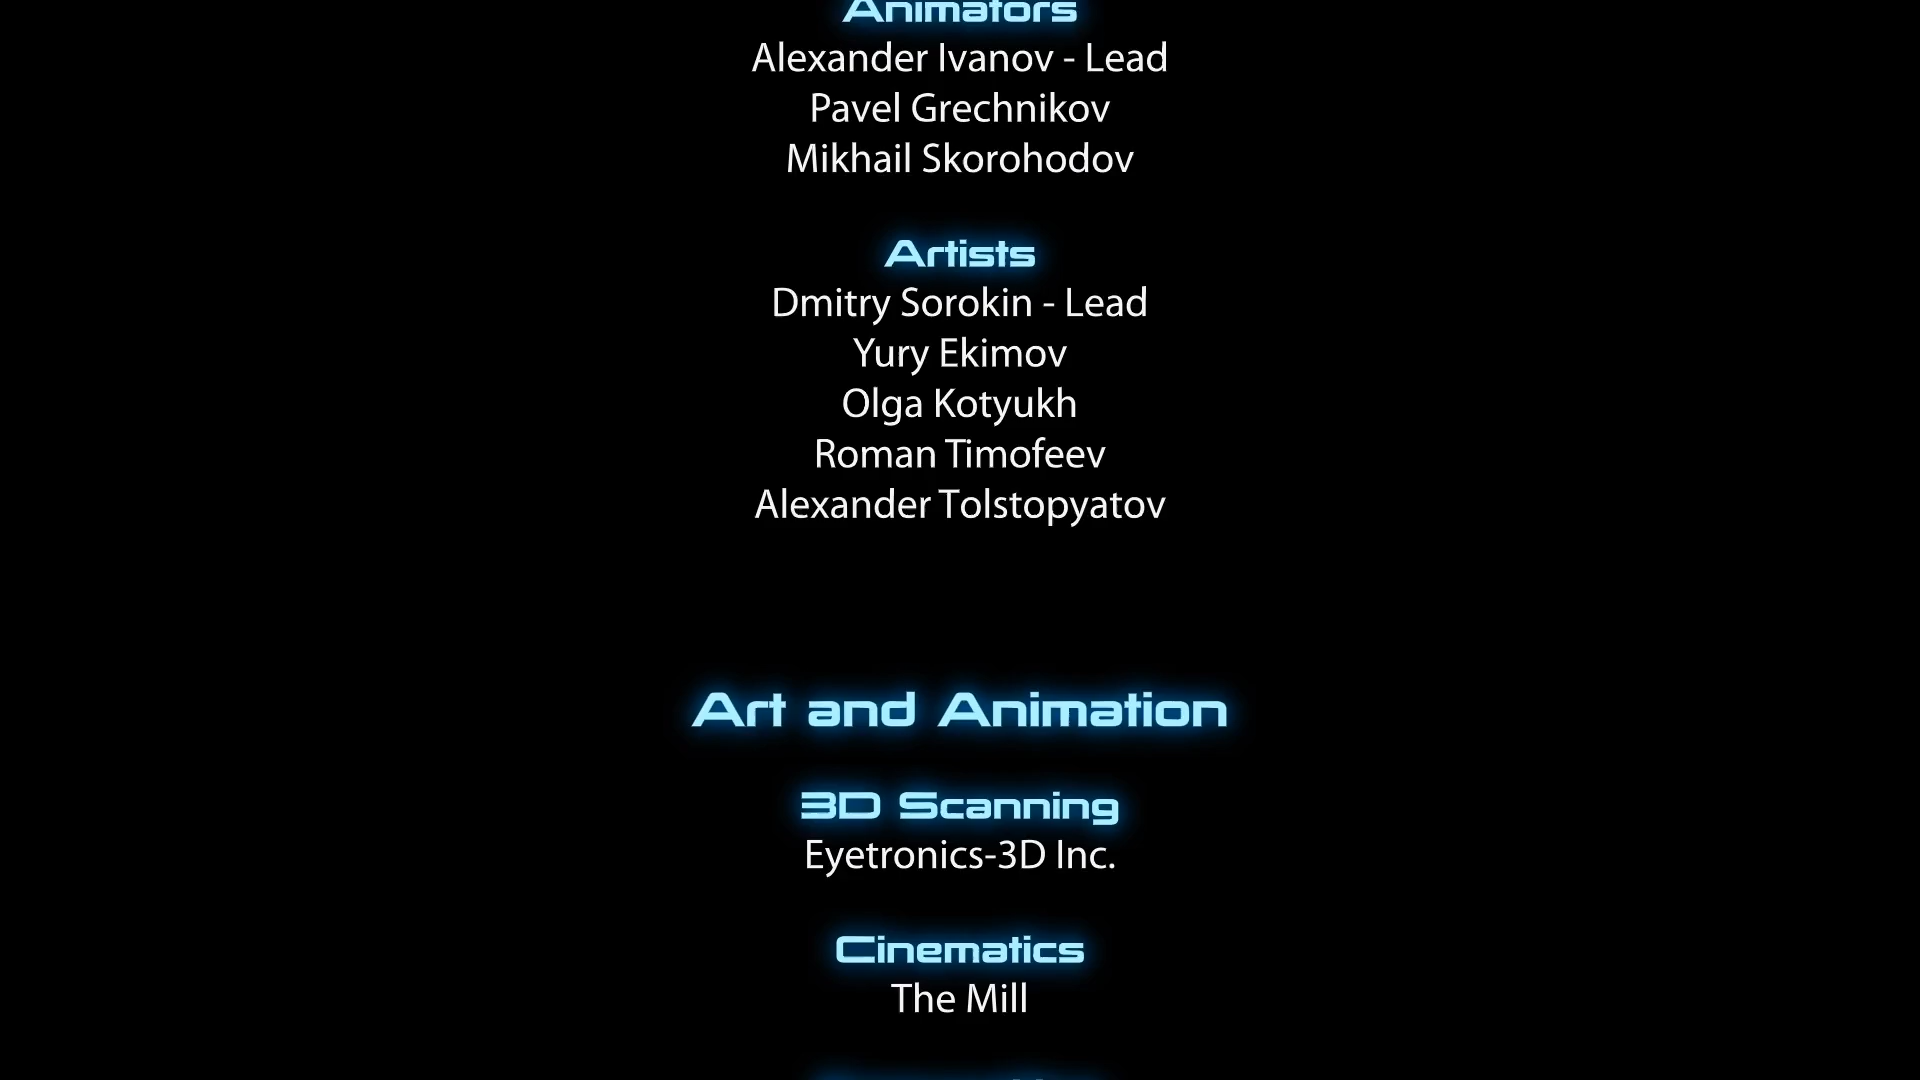 Animators
Alexander Ivanov - Lead
Pavel Grechnikov
Mikhail Skorohodov
Artists
Dmitry Sorokin - Lead
Yury Ekimov
Olga Kotyukh
Roman Timofeev
Alexander Tolstopyatov
Art and Animation
3D Scanning
Eyetronics-3D Inc.
Cinematics
The Mill